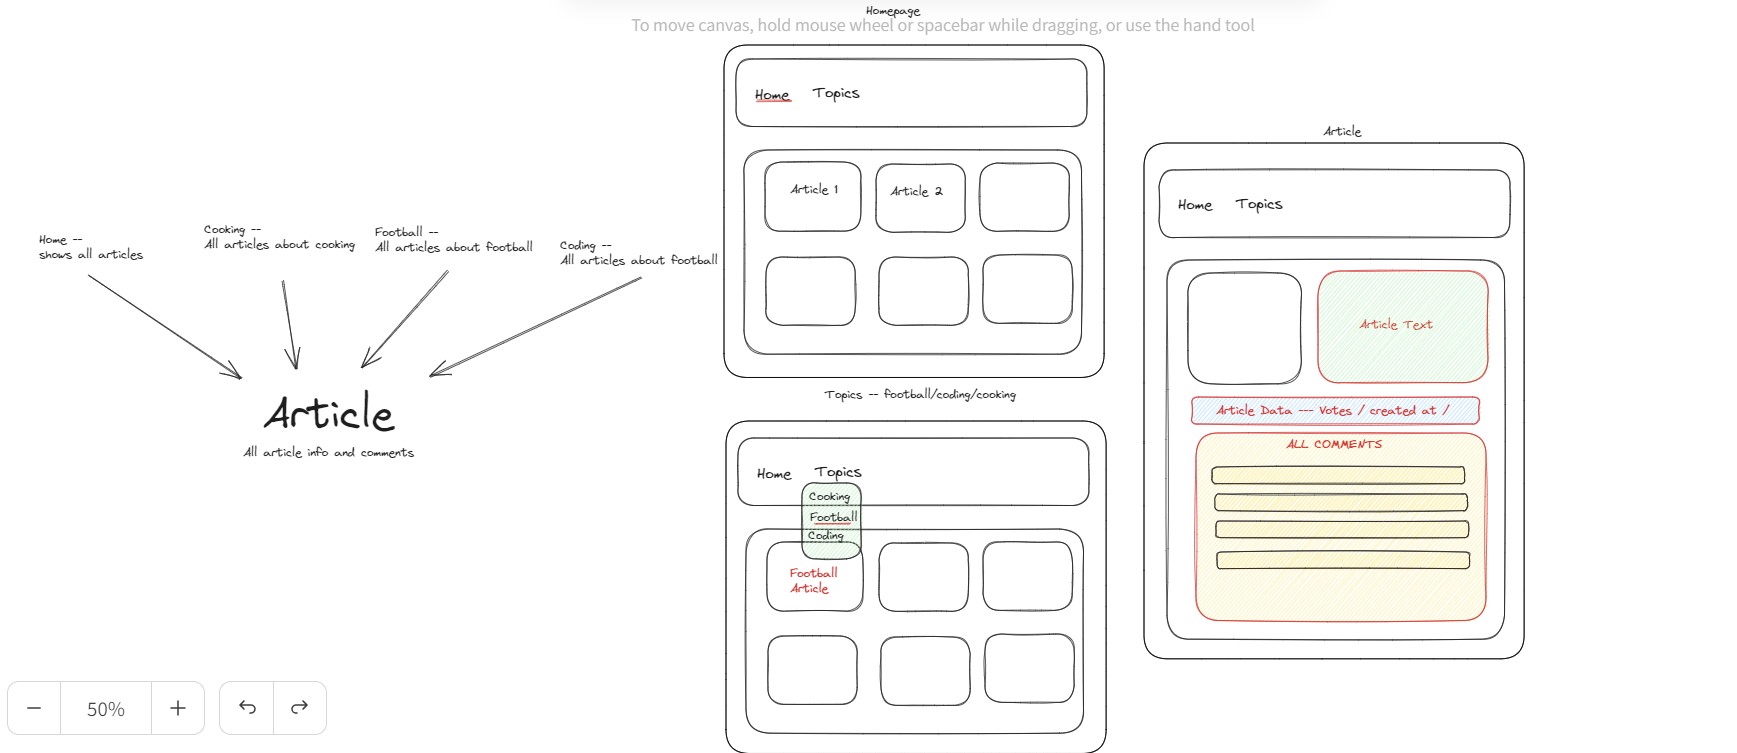 Homepage
To move canvas, hold mouse wheel or spacebar while dragging, or use the hand tool
Home Topics
Article 1 Article 2
Home --
shows all articles
Cooking --
All articles about cooking
Football --
All articles about football
Coding --
All articles about football
Article
All article info and comments
Topics -- football/coding/cooking
Home Topics
Cooking
Football
Coding
Football
Article
Article
Home Topics
Article Text
Article Data --- Votes / created at /
ALL COMMENTS
50%